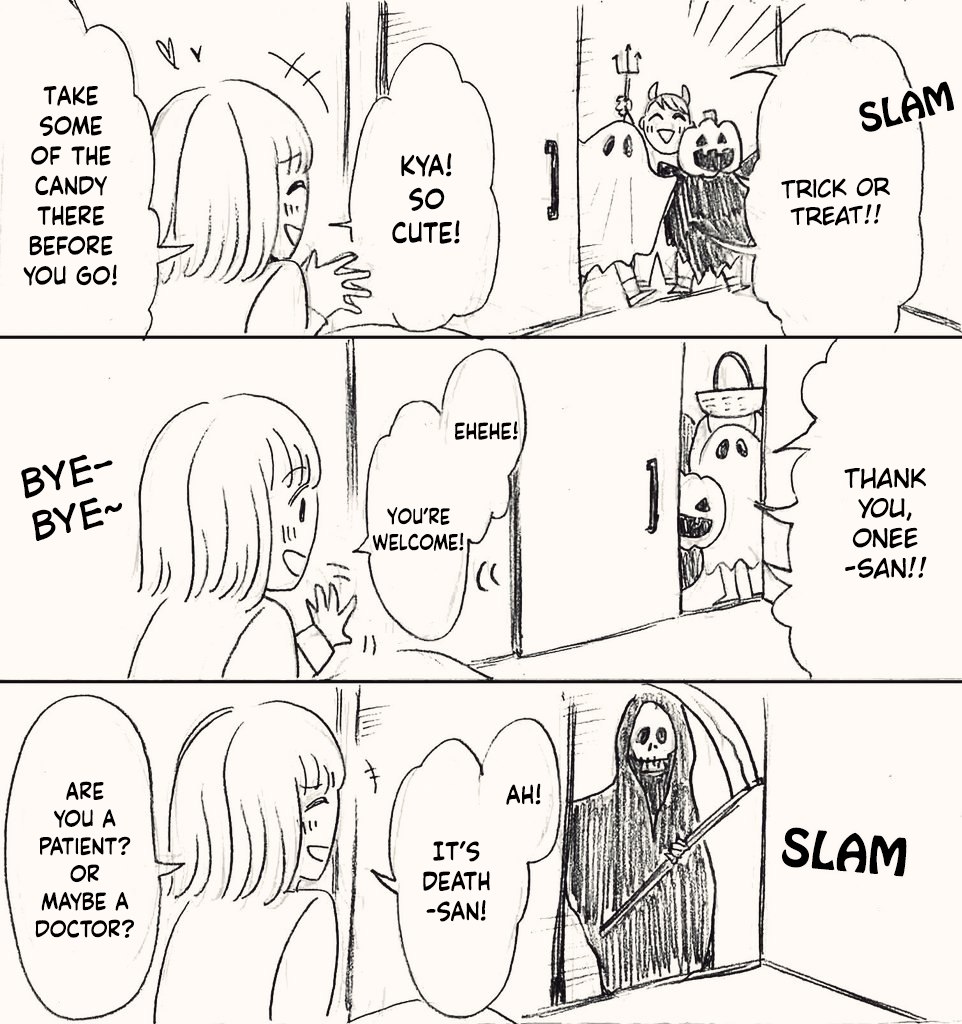 SLAM
TRICK OR
TREAT!!
KYA!
SO
CUTE!
TAKE
SOME
OF THE
CANDY
THERE
BEFORE
YOU GO!
THANK
YOU,
ONEE
-SAN!!
EHEHE!
YOU'RE
WELCOME!
BYE-
BYE~
SLAM
AH!
IT'S
DEATH
-SAN!
ARE
YOU A
PATIENT?
OR
MAYBE A
DOCTOR?